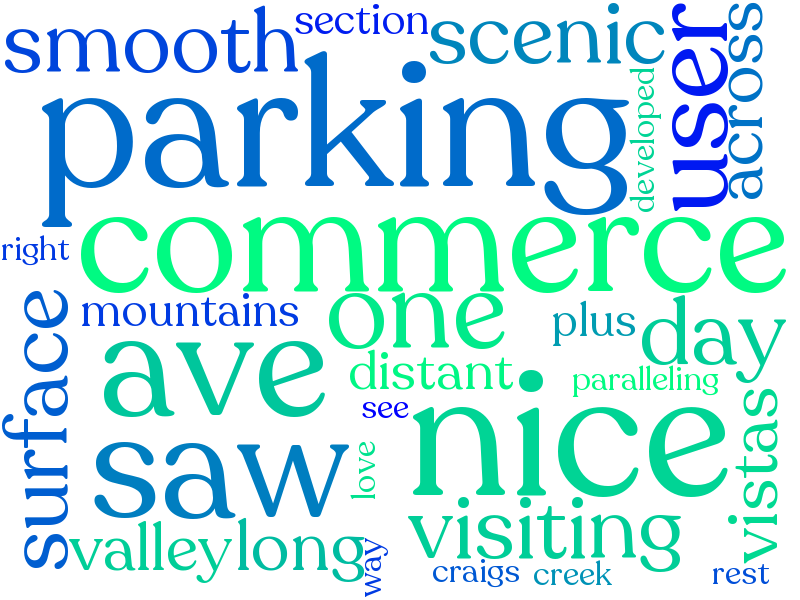 smooth
section
scenic
user
across
parking
developed
commerce
right
mountains
one
plus
day
surface
ave
distant
paralleling
see
nice
saw
love
vistas
valley
long
visiting
way
craigs
creek
rest